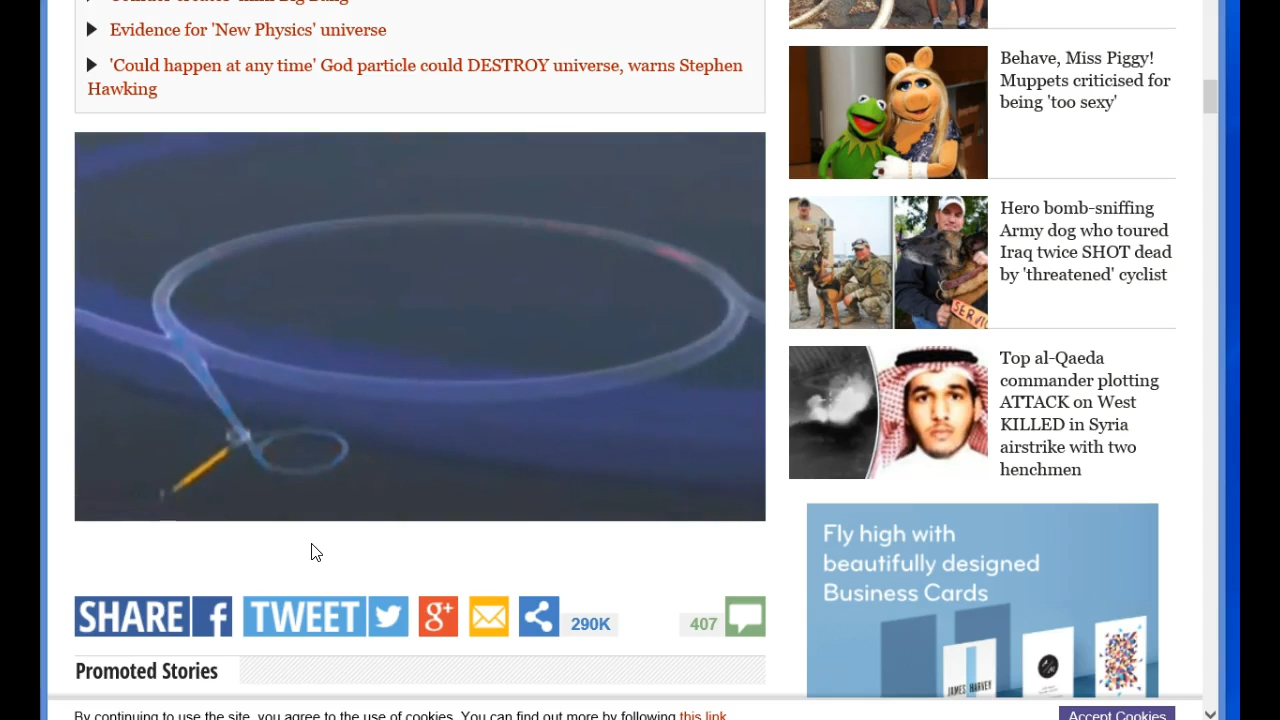 Evidence for 'New Physics' universe
'Could happen at any time' God particle could DESTROY universe, warns Stephen
Hawking
Behave, Miss Piggy!
Muppets criticised for
being 'too sexy'
Hero bomb-sniffing
Army dog who toured
Iraq twice SHOT dead
by 'threatened' cyclist
SERVIC
Top al-Qaeda
commander plotting
ATTACK on West
KILLED in Syria
airstrike with two
henchmen
Fly high with
beautifully designed
Business Cards
JAMES HARVEY
SHARE f TWEET g+ 290K 407
Promoted Stories
By continuing to use the site, you agree to the use of cookies. You can find out more by following this link
Accept Cookies